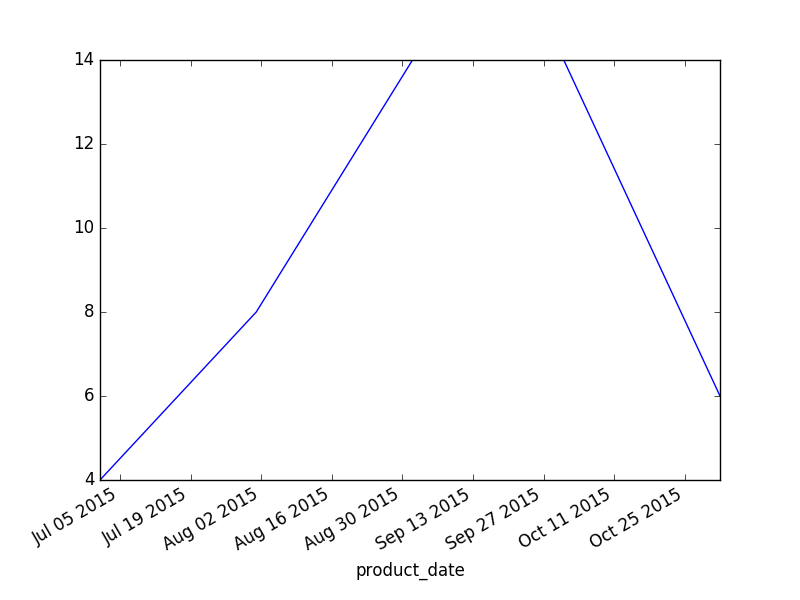 14
12
10
8
6
4
Jul 05 2015
Jul 19 2015
Aug 02 2015
Aug 16 2015
Aug 30 2015
Sep 13 2015
Sep 27 2015
Oct 11 2015
Oct 25 2015
product_date